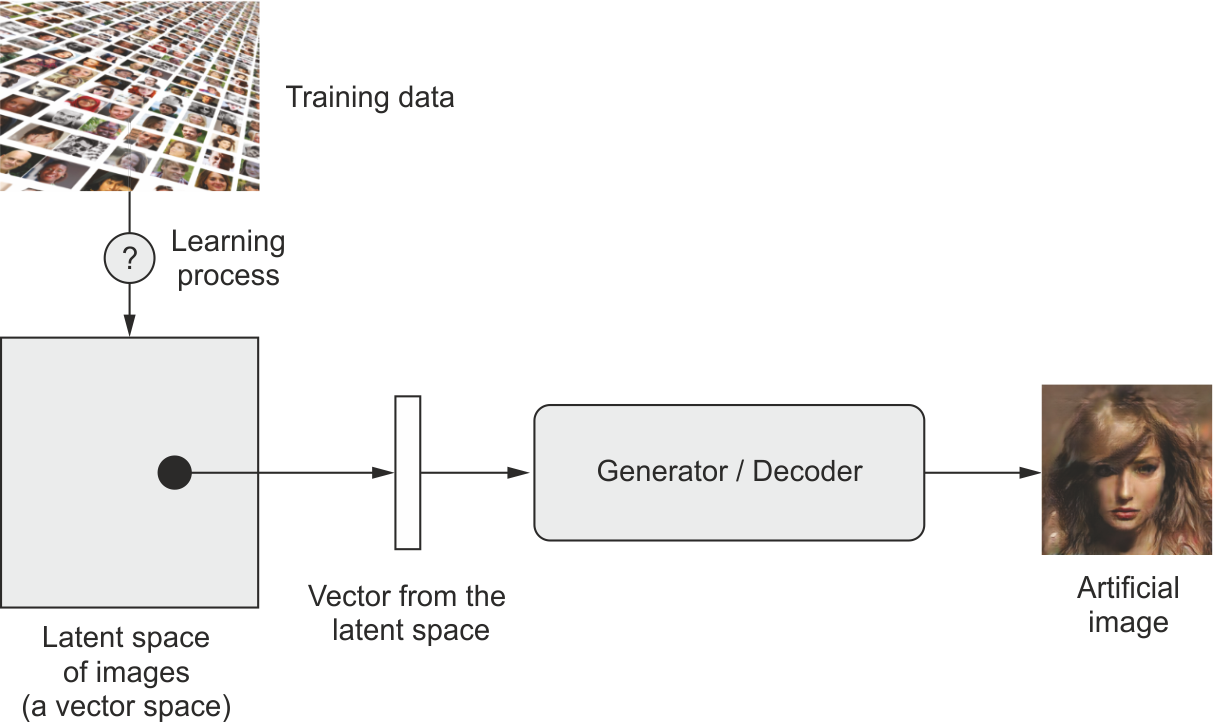 Training data
?
Learning
process
Generator / Decoder
Vector from the
latent space
Artificial
image
Latent space
of images
(a vector space)